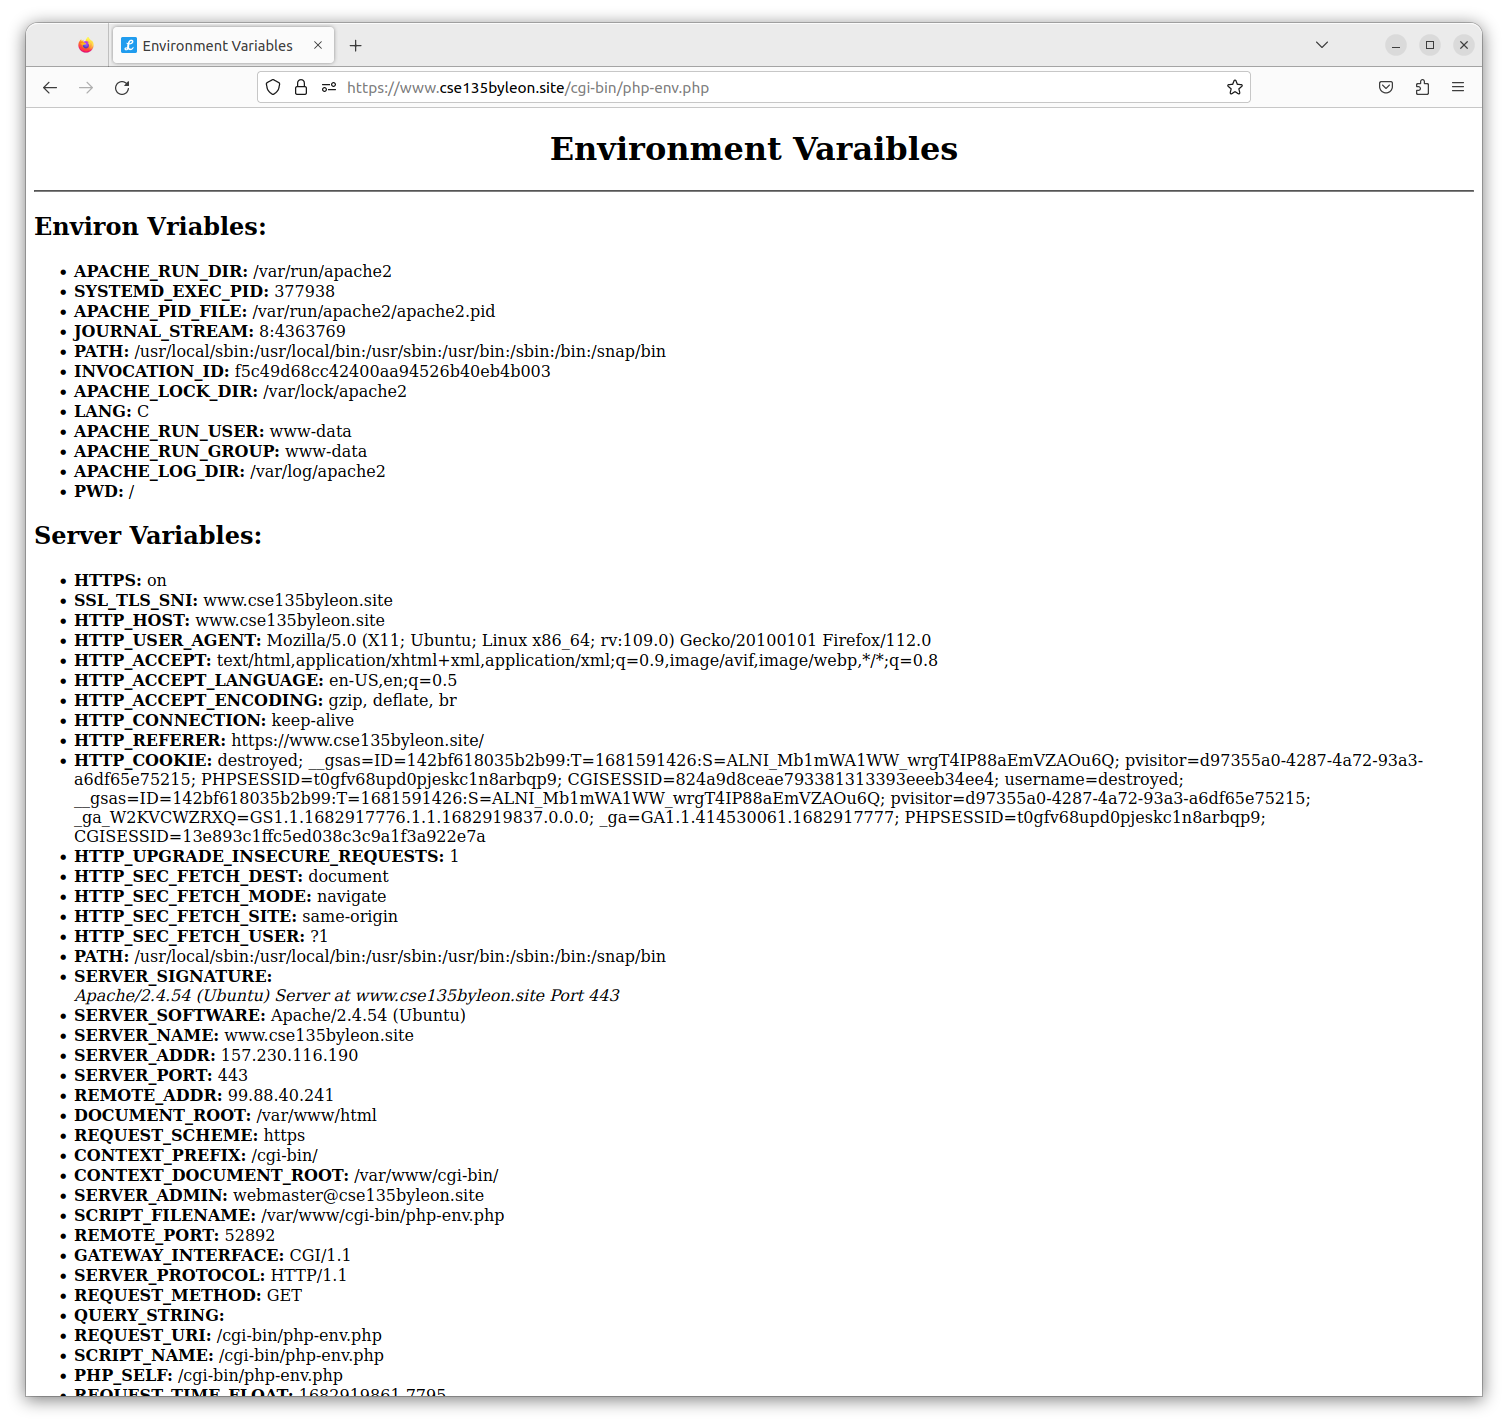 Environment Variables
https://www.cse135byleon.site/cgi-bin/php-env.php
Environment Varaibles
Environ Vriables:
• APACHE_RUN_DIR: /var/run/apache2
• SYSTEMD_EXEC_PID: 377938
• APACHE_PID_FILE: /var/run/apache2/apache2.pid
• JOURNAL_STREAM: 8:4363769
• PATH: /usr/local/sbin:/usr/local/bin:/usr/sbin:/usr/bin:/sbin:/bin:/snap/bin
• INVOCATION_ID: f5c49d68cc42400aa94526b40eb4b003
• APACHE_LOCK_DIR: /var/lock/apache2
• LANG: C
• APACHE_RUN_USER: www-data
• APACHE_RUN_GROUP: www-data
• APACHE_LOG_DIR: /var/log/apache2
• PWD: /
Server Variables:
• HTTPS: on
• SSL_TLS_SNI: www.cse135byleon.site
• HTTP_HOST: www.cse135byleon.site
• HTTP_USER_AGENT: Mozilla/5.0 (X11; Ubuntu; Linux x86_64; rv:109.0) Gecko/20100101 Firefox/112.0
• HTTP_ACCEPT: text/html,application/xhtml+xml,application/xml;q=0.9,image/avif,image/webp,*/*;q=0.8
• HTTP_ACCEPT_LANGUAGE: en-US,en;q=0.5
• HTTP_ACCEPT_ENCODING: gzip, deflate, br
• HTTP_CONNECTION: keep-alive
• HTTP_REFERER: https://www.cse135byleon.site/
• HTTP_COOKIE: destroyed; __gsas=ID=142bf618035b2b99:T=1681591426:S=ALNI_Mb1mWA1WW_wrgT4IP88aEmVZAOu6Q; pvisitor=d97355a0-4287-4a72-93a3-
a6df65e75215; PHPSESSID=t0gfv68upd0pjeskc1n8arbqp9; CGISESSID=824a9d8ceae793381313393eeeb34ee4; username=destroyed;
__gsas=ID=142bf618035b2b99:T=1681591426:S=ALNI_Mb1mWA1WW_wrgT4IP88aEmVZAOu6Q; pvisitor=d97355a0-4287-4a72-93a3-a6df65e75215;
_ga_W2KVCWZRXQ=GS1.1.1682917776.1.1.1682919837.0.0.0; _ga=GA1.1.414530061.1682917777; PHPSESSID=t0gfv68upd0pjeskc1n8arbqp9;
CGISESSID=13e893c1ffc5ed038c3c9a1f3a922e7a
• HTTP_UPGRADE_INSECURE_REQUESTS: 1
• HTTP_SEC_FETCH_DEST: document
• HTTP_SEC_FETCH_MODE: navigate
• HTTP_SEC_FETCH_SITE: same-origin
• HTTP_SEC_FETCH_USER: ?1
• PATH: /usr/local/sbin:/usr/local/bin:/usr/sbin:/usr/bin:/sbin:/bin:/snap/bin
• SERVER_SIGNATURE:
Apache/2.4.54 (Ubuntu) Server at www.cse135byleon.site Port 443
• SERVER_SOFTWARE: Apache/2.4.54 (Ubuntu)
• SERVER_NAME: www.cse135byleon.site
• SERVER_ADDR: 157.230.116.190
• SERVER_PORT: 443
• REMOTE_ADDR: 99.88.40.241
• DOCUMENT_ROOT: /var/www/html
• REQUEST_SCHEME: https
• CONTEXT_PREFIX: /cgi-bin/
• CONTEXT_DOCUMENT_ROOT: /var/www/cgi-bin/
• SERVER_ADMIN: webmaster@cse135byleon.site
• SCRIPT_FILENAME: /var/www/cgi-bin/php-env.php
• REMOTE_PORT: 52892
• GATEWAY_INTERFACE: CGI/1.1
• SERVER_PROTOCOL: HTTP/1.1
• REQUEST_METHOD: GET
• QUERY_STRING:
• REQUEST_URI: /cgi-bin/php-env.php
• SCRIPT_NAME: /cgi-bin/php-env.php
• PHP_SELF: /cgi-bin/php-env.php
• REQUEST_TIME_FLOAT: 1682919861.7795